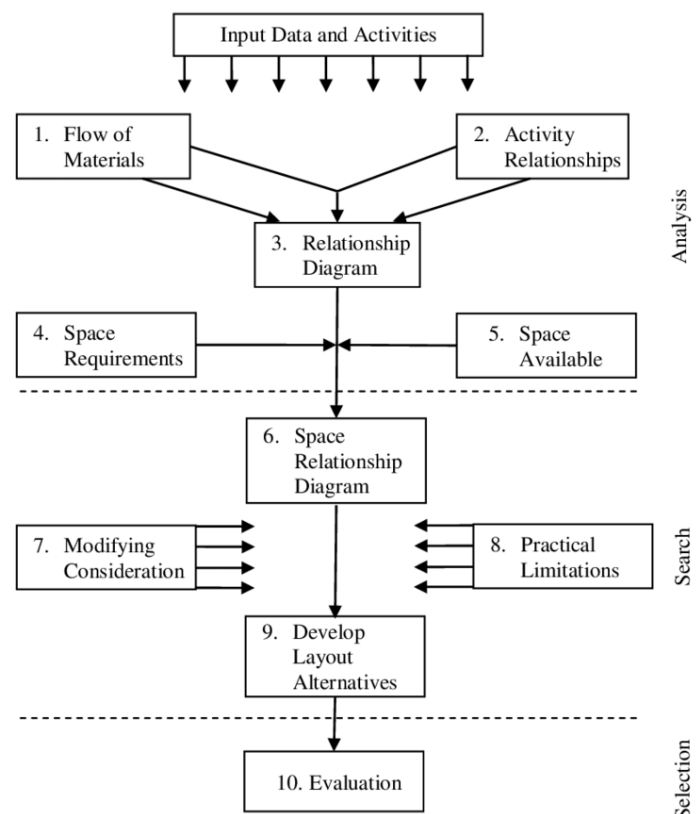 Input Data and Activities
1. Flow of
Materials
2. Activity
Relationships
3. Relationship
Diagram
Analysis
4. Space
Requirements
5. Space
Available
6. Space
Relationship
Diagram
7. Modifying
Consideration
8. Practical
Limitations
Search
9. Develop
Layout
Alternatives
10. Evaluation
Selection